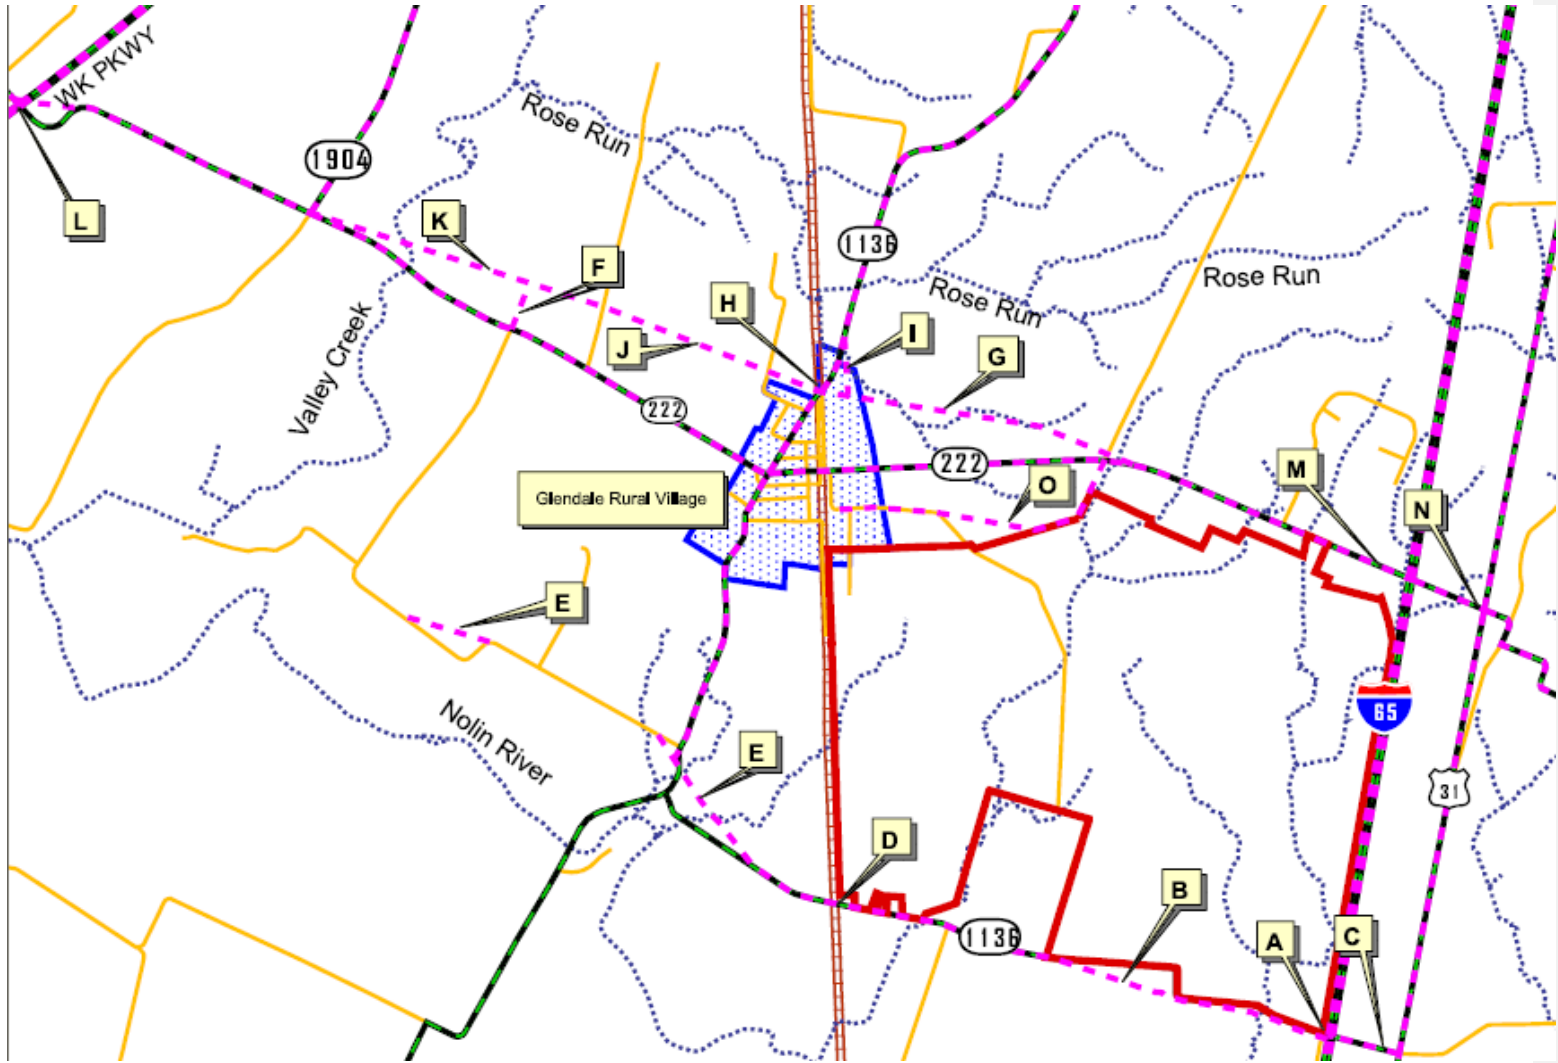 WK PKWY
1904
Rose Run
L
K
F
1136
Rose Run
Rose Run
H
I
G
J
Valley Creek
222
222
M
O
N
Glendale Rural Village
E
65
Nolin River
E
31
D
B
1136
A
C